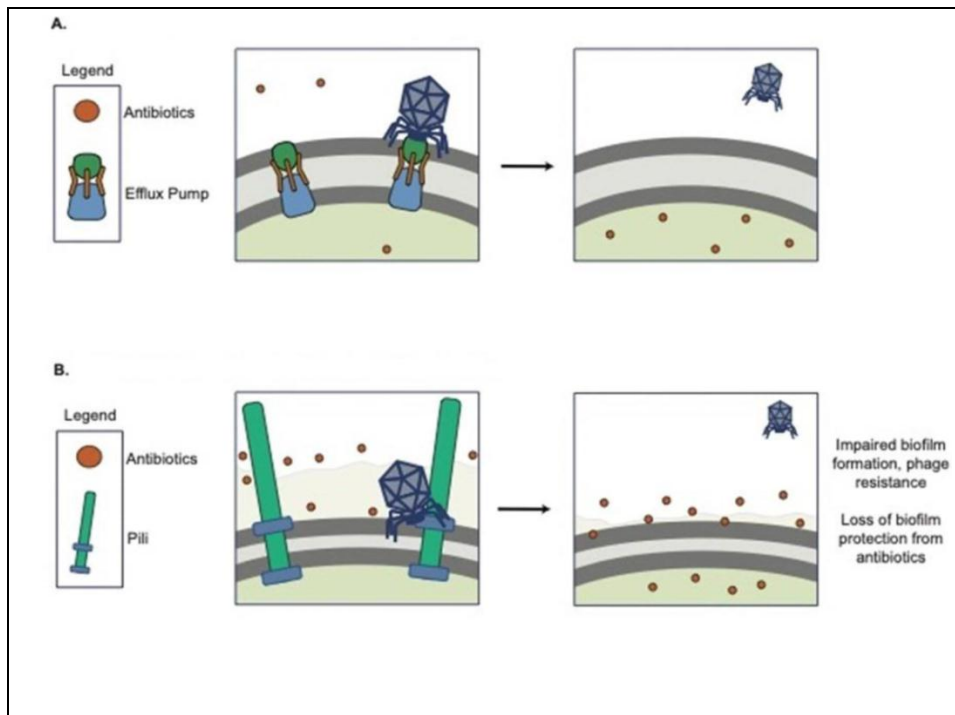 A.
Legend
Antibiotics
Efflux Pump
B.
Legend
Antibiotics
Pili
Impaired biofilm
formation, phage
resistance
Loss of biofilm
protection from
antibiotics